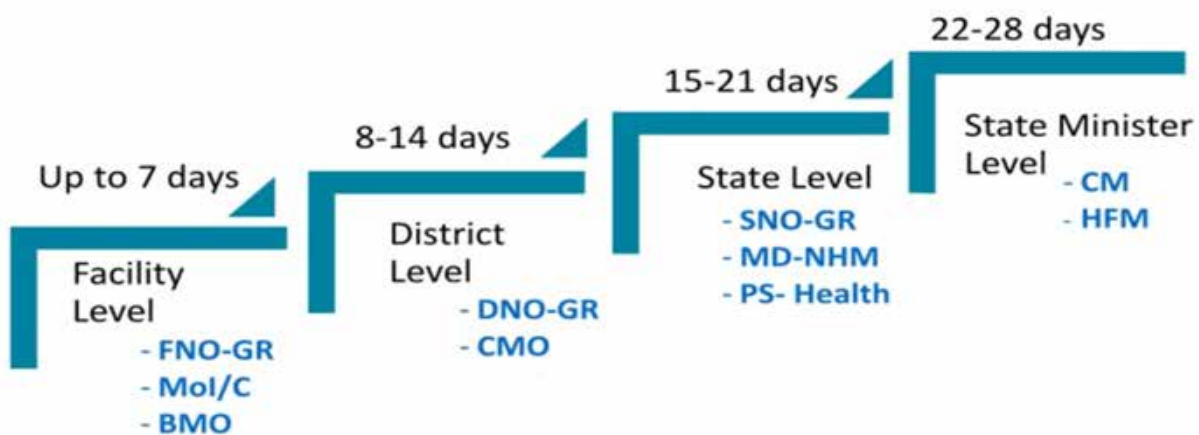 Up to 7 days
Facility
Level
- FNO-GR
- MoI/C
- BMO
8-14 days
District
Level
- DNO-GR
- CMO
15-21 days
State Level
- SNO-GR
- MD-NHM
- PS- Health
22-28 days
State Minister
Level
- CM
- HFM